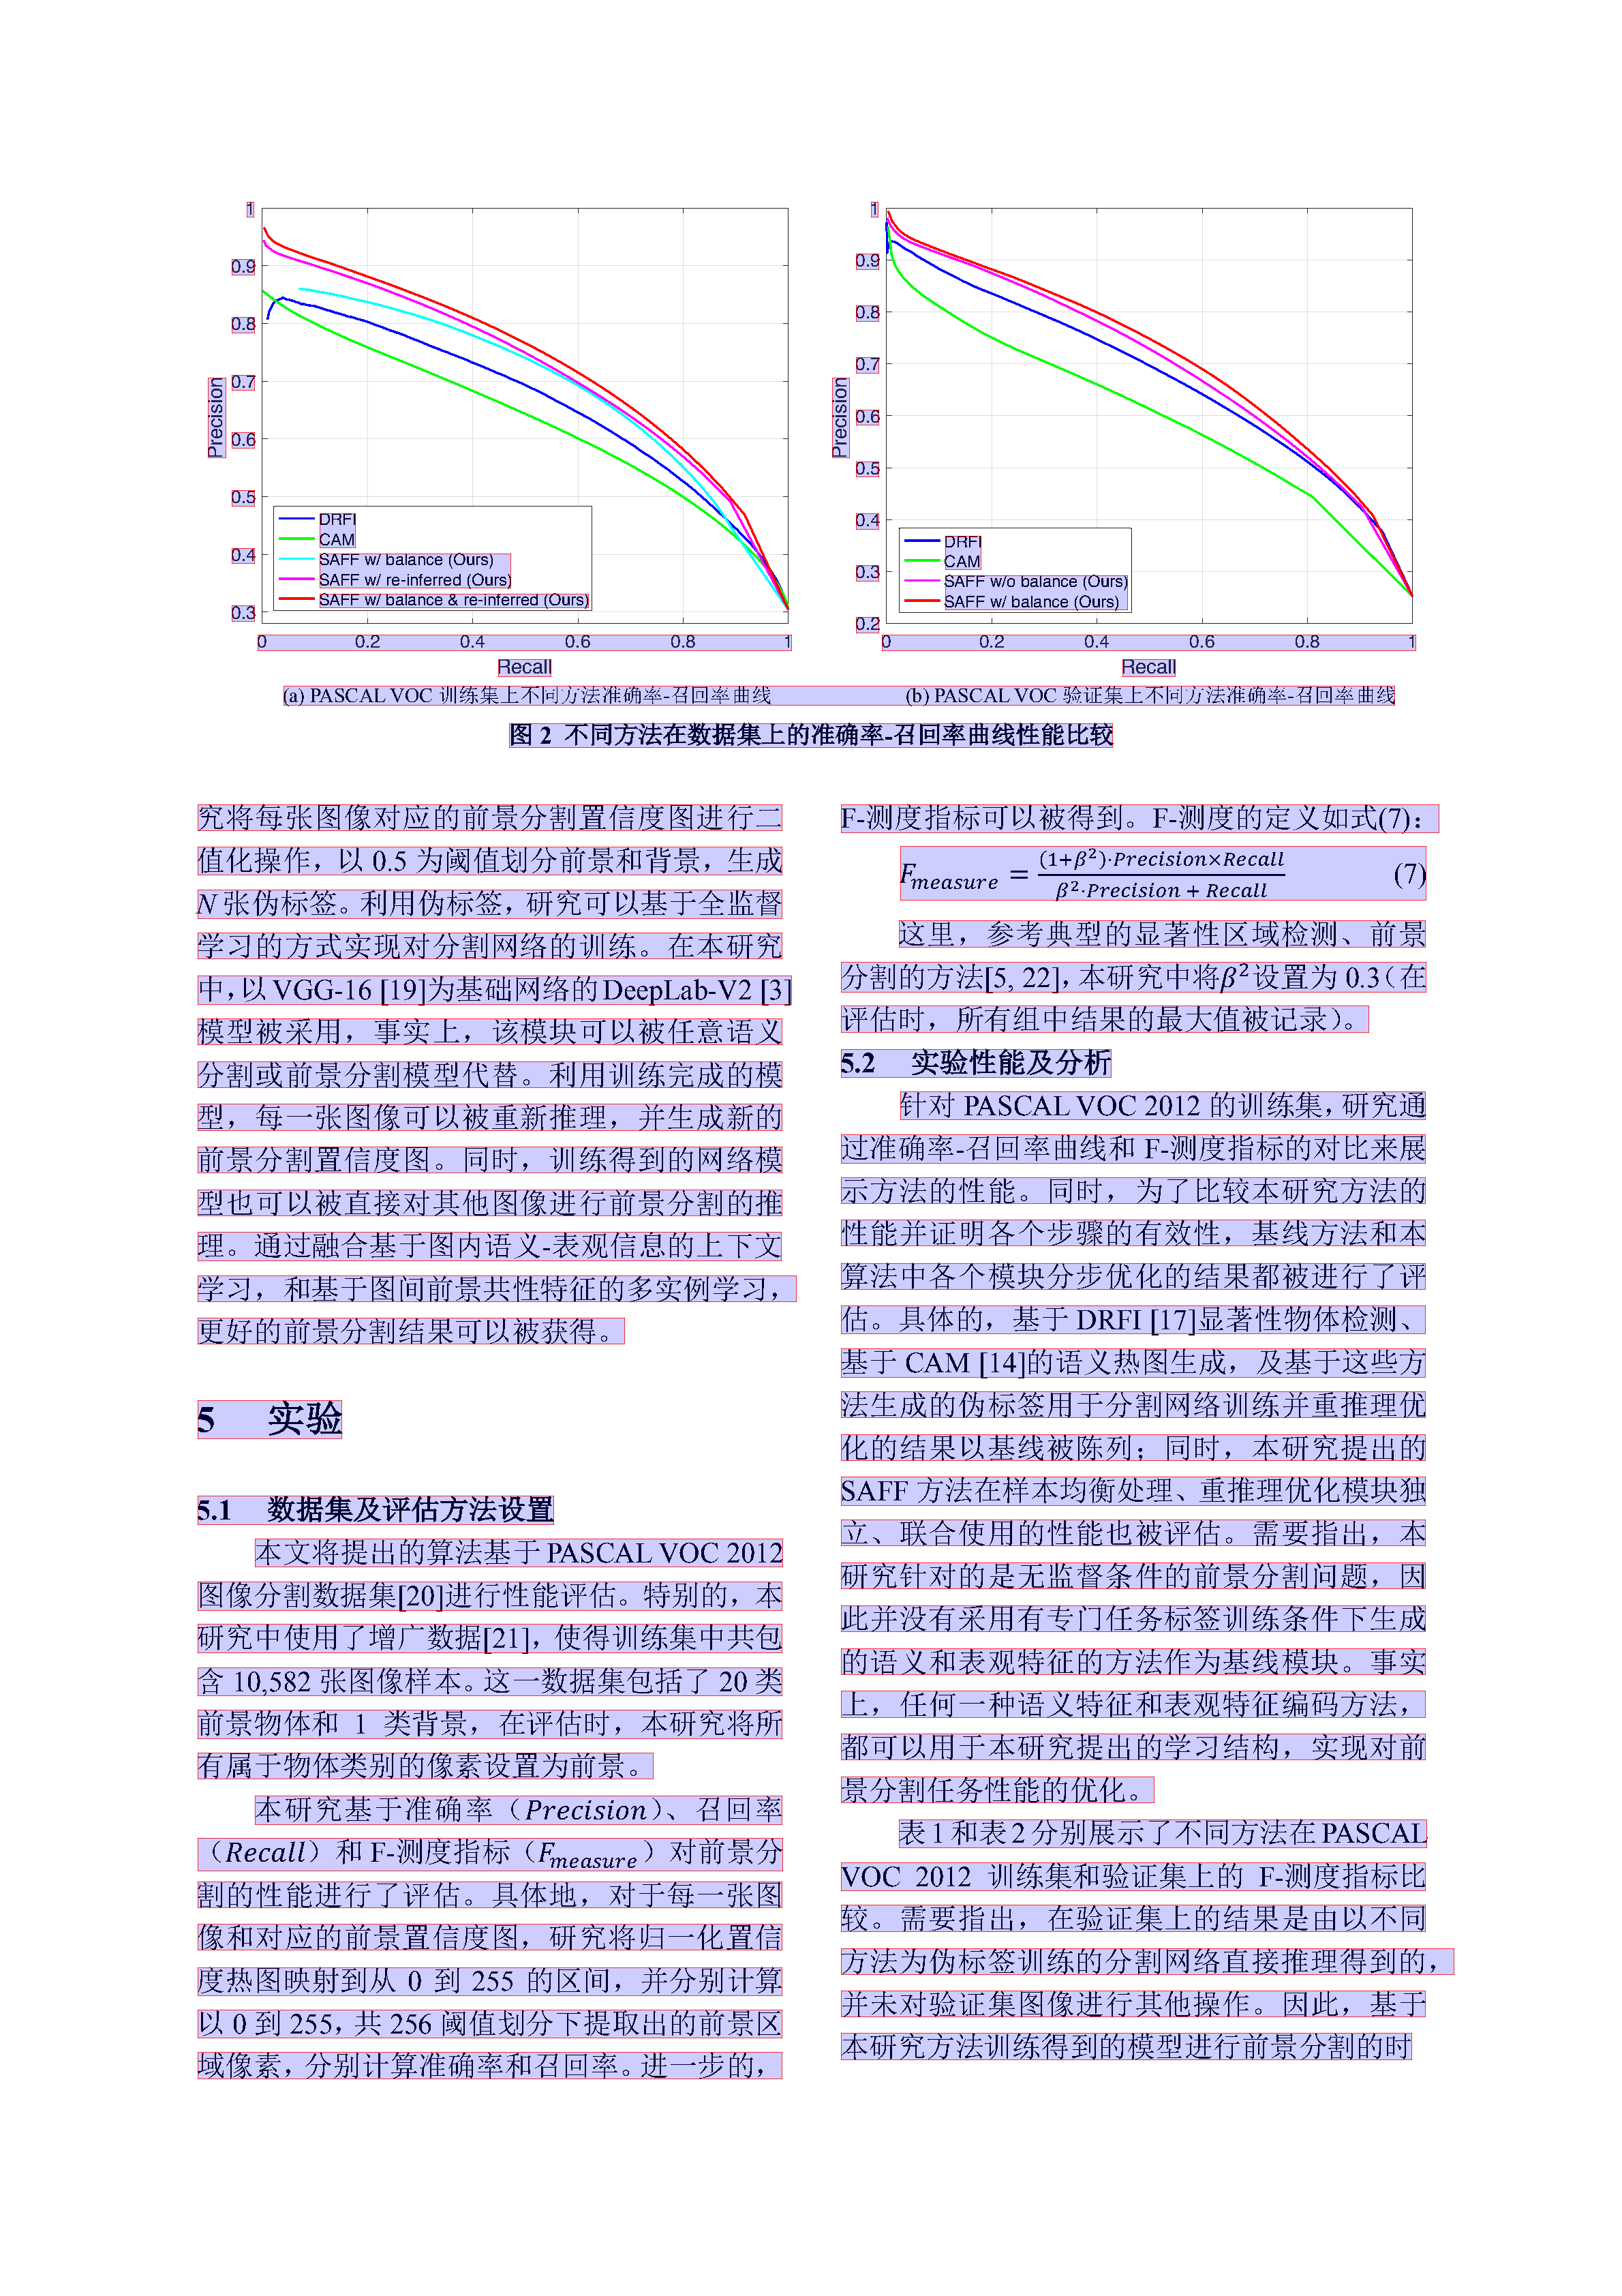 1
0.9
0.8
0.7
0.6
0.5
0.4
0.3
Precision
DRFI
CAM
SAFF w/ balance (Ours)
SAFF w/ re-inferred (Ours)
SAFF w/ balance & re-inferred (Ours)
0 0.2 0.4 0.6 0.8 1
Recall
1
0.9
0.8
0.7
0.6
0.5
0.4
0.3
0.2
Precision
DRFI
CAM
SAFF w/o balance (Ours)
SAFF w/ balance (Ours)
0 0.2 0.4 0.6 0.8 1
Recall
(a) PASCAL VOC 训练集上不同方法准确率-召回率曲线 (b) PASCAL VOC 验证集上不同方法准确率-召回率曲线
图 2 不同方法在数据集上的准确率-召回率曲线性能比较
究将每张图像对应的前景分割置信度图进行二
值化操作，以 0.5 为阈值划分前景和背景，生成
N 张伪标签。利用伪标签，研究可以基于全监督
学习的方式实现对分割网络的训练。在本研究
中，以 VGG-16 [19]为基础网络的 DeepLab-V2 [3]
模型被采用，事实上，该模块可以被任意语义
分割或前景分割模型代替。利用训练完成的模
型，每一张图像可以被重新推理，并生成新的
前景分割置信度图。同时，训练得到的网络模
型也可以被直接对其他图像进行前景分割的推
理。通过融合基于图内语义-表观信息的上下文
学习，和基于图间前景共性特征的多实例学习，
更好的前景分割结果可以被获得。
5 实验
5.1 数据集及评估方法设置
本文将提出的算法基于 PASCAL VOC 2012
图像分割数据集[20]进行性能评估。特别的，本
研究中使用了增广数据[21]，使得训练集中共包
含 10,582 张图像样本。这一数据集包括了 20 类
前景物体和 1 类背景，在评估时，本研究将所
有属于物体类别的像素设置为前景。
本研究基于准确率（Precision）、召回率
（Recall）和 F-测度指标（F_measure）对前景分
割的性能进行了评估。具体地，对于每一张图
像和对应的前景置信度图，研究将归一化置信
度热图映射到从 0 到 255 的区间，并分别计算
以 0 到 255，共 256 阈值划分下提取出的前景区
域像素，分别计算准确率和召回率。进一步的，
F-测度指标可以被得到。F-测度的定义如式(7)：
F_measure = (1+β²)·Precision×Recall / β²·Precision + Recall (7)
这里，参考典型的显著性区域检测、前景
分割的方法[5, 22]，本研究中将β²设置为 0.3（在
评估时，所有组中结果的最大值被记录）。
5.2 实验性能及分析
针对 PASCAL VOC 2012 的训练集，研究通
过准确率-召回率曲线和 F-测度指标的对比来展
示方法的性能。同时，为了比较本研究方法的
性能并证明各个步骤的有效性，基线方法和本
算法中各个模块分步优化的结果都被进行了评
估。具体的，基于 DRFI [17]显著性物体检测、
基于 CAM [14]的语义热图生成，及基于这些方
法生成的伪标签用于分割网络训练并重推理优
化的结果以基线被陈列；同时，本研究提出的
SAFF 方法在样本均衡处理、重推理优化模块独
立、联合使用的性能也被评估。需要指出，本
研究针对的是无监督条件的前景分割问题，因
此并没有采用有专门任务标签训练条件下生成
的语义和表观特征的方法作为基线模块。事实
上，任何一种语义特征和表观特征编码方法，
都可以用于本研究提出的学习结构，实现对前
景分割任务性能的优化。
表 1 和表 2 分别展示了不同方法在 PASCAL
VOC 2012 训练集和验证集上的 F-测度指标比
较。需要指出，在验证集上的结果是由以不同
方法为伪标签训练的分割网络直接推理得到的，
并未对验证集图像进行其他操作。因此，基于
本研究方法训练得到的模型进行前景分割的时